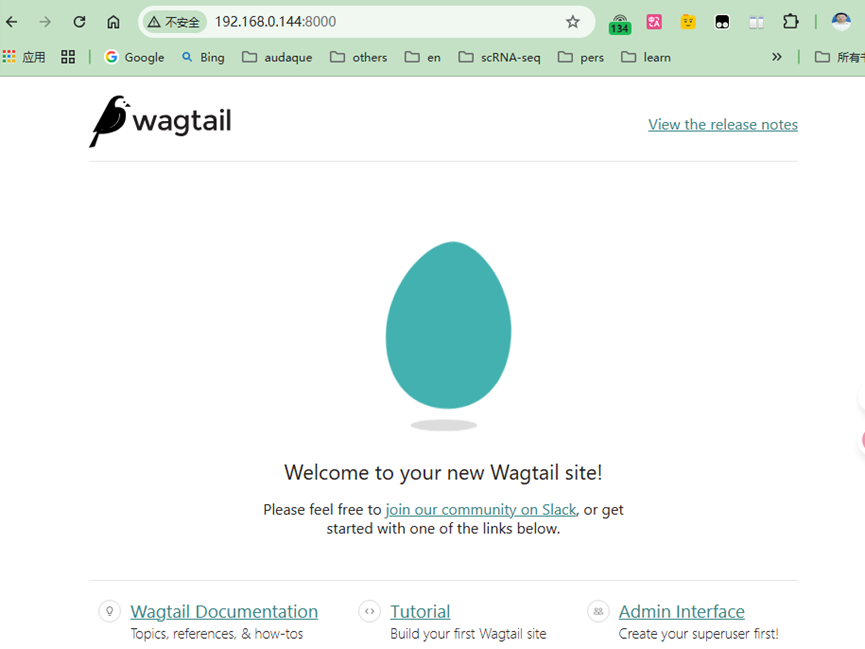 不安全 192.168.0.144:8000
134
应用 Google Bing audaque others en scRNA-seq pers learn » 所有
wagtail
View the release notes
Welcome to your new Wagtail site!
Please feel free to join our community on Slack, or get
started with one of the links below.
Wagtail Documentation Tutorial Admin Interface
Topics, references, & how-tos Build your first Wagtail site Create your superuser first!